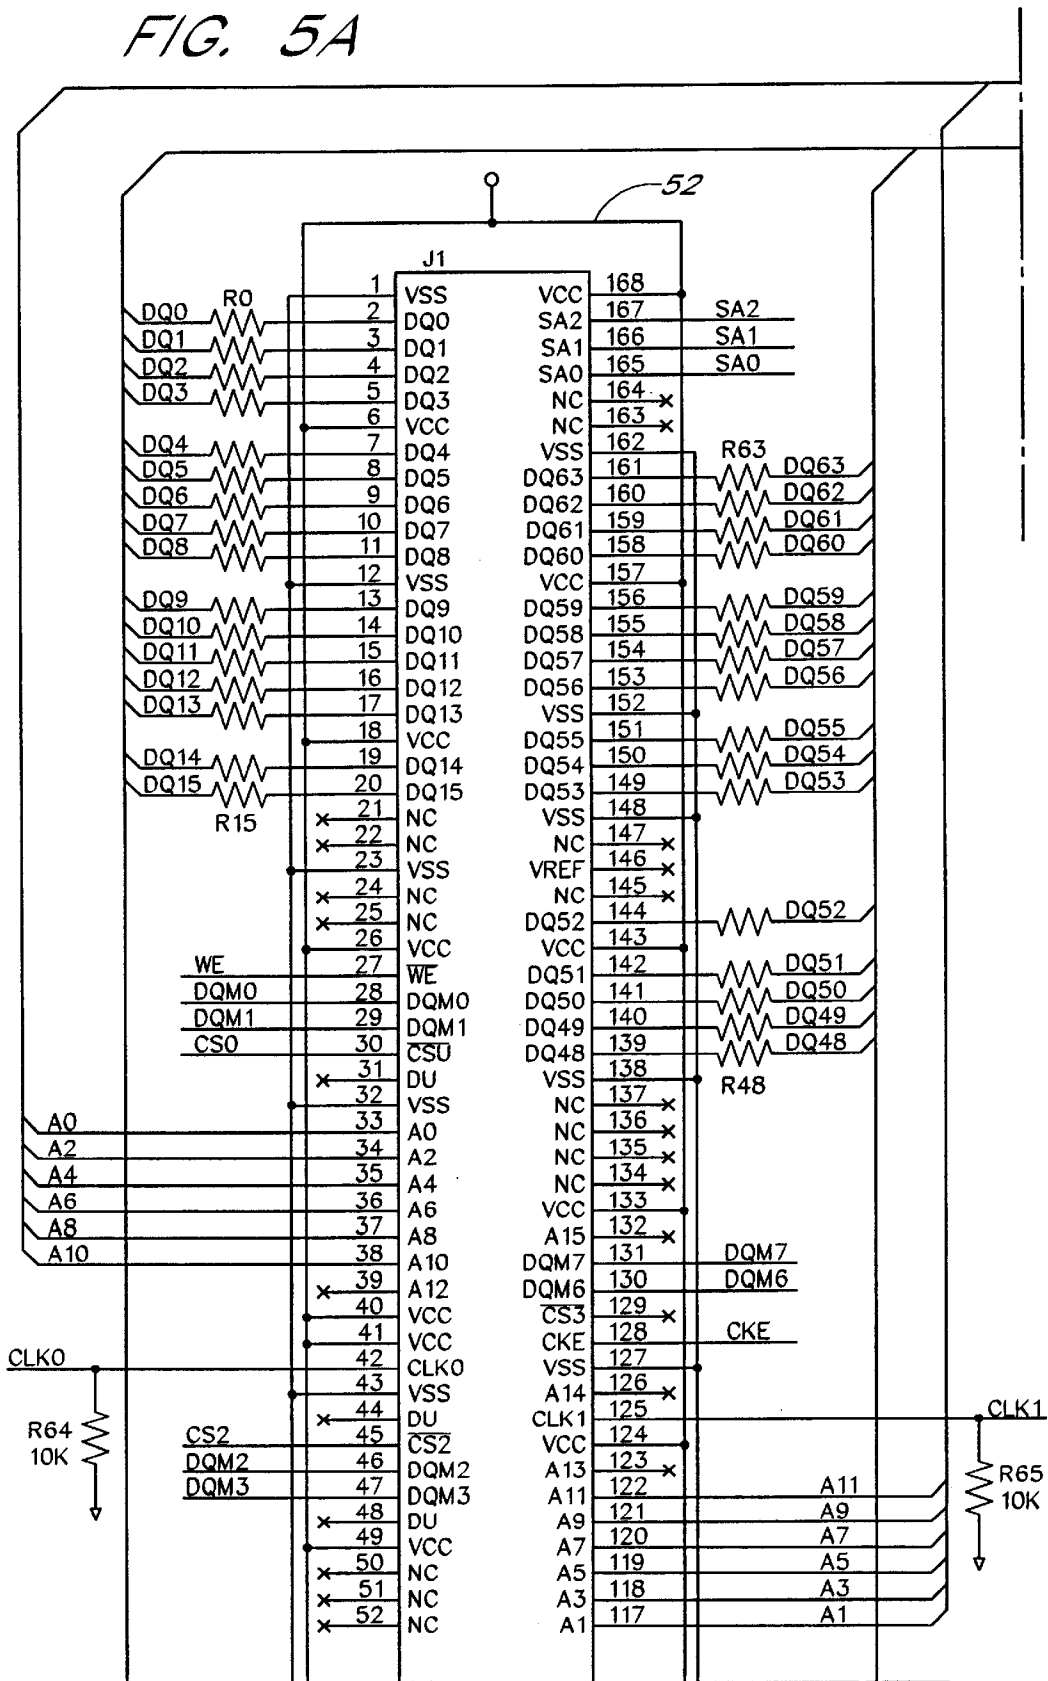 FIG. 5A
52
J1
1 VSS VCC 168
DQ0 R0 2 DQ0 SA2 167 SA2
DQ1 3 DQ1 SA1 166 SA1
DQ2 4 DQ2 SA0 165 SA0
DQ3 5 DQ3 NC 164
6 VCC NC 163
DQ4 7 DQ4 VSS 162
DQ5 8 DQ5 DQ63 161 R63 DQ63
DQ6 9 DQ6 DQ62 160 DQ62
DQ7 10 DQ7 DQ61 159 DQ61
DQ8 11 DQ8 DQ60 158 DQ60
12 VSS VCC 157
DQ9 13 DQ9 DQ59 156 DQ59
DQ10 14 DQ10 DQ58 155 DQ58
DQ11 15 DQ11 DQ57 154 DQ57
DQ12 16 DQ12 DQ56 153 DQ56
DQ13 17 DQ13 VSS 152
18 VCC DQ55 151 DQ55
DQ14 19 DQ14 DQ54 150 DQ54
DQ15 20 DQ15 DQ53 149 DQ53
R15 21 NC VSS 148
22 NC NC 147
23 VSS VREF 146
24 NC NC 145
25 NC DQ52 144 DQ52
26 VCC VCC 143
WE 27 W̅E̅ DQ51 142 DQ51
DQM0 28 DQM0 DQ50 141 DQ50
DQM1 29 DQM1 DQ49 140 DQ49
CS0 30 C̅S̅U̅ DQ48 139 DQ48
31 DU VSS 138 R48
32 VSS NC 137
A0 33 A0 NC 136
A2 34 A2 NC 135
A4 35 A4 NC 134
A6 36 A6 VCC 133
A8 37 A8 A15 132
A10 38 A10 DQM7 131 DQM7
39 A12 DQM6 130 DQM6
40 VCC C̅S̅3̅ 129
41 VCC CKE 128 CKE
CLK0 42 CLK0 VSS 127
43 VSS A14 126
R64 44 DU CLK1 125 CLK1
10K CS2 45 C̅S̅2̅ VCC 124
DQM2 46 DQM2 A13 123
DQM3 47 DQM3 A11 122 A11 R65
48 DU A9 121 A9 10K
49 VCC A7 120 A7
50 NC A5 119 A5
51 NC A3 118 A3
52 NC A1 117 A1